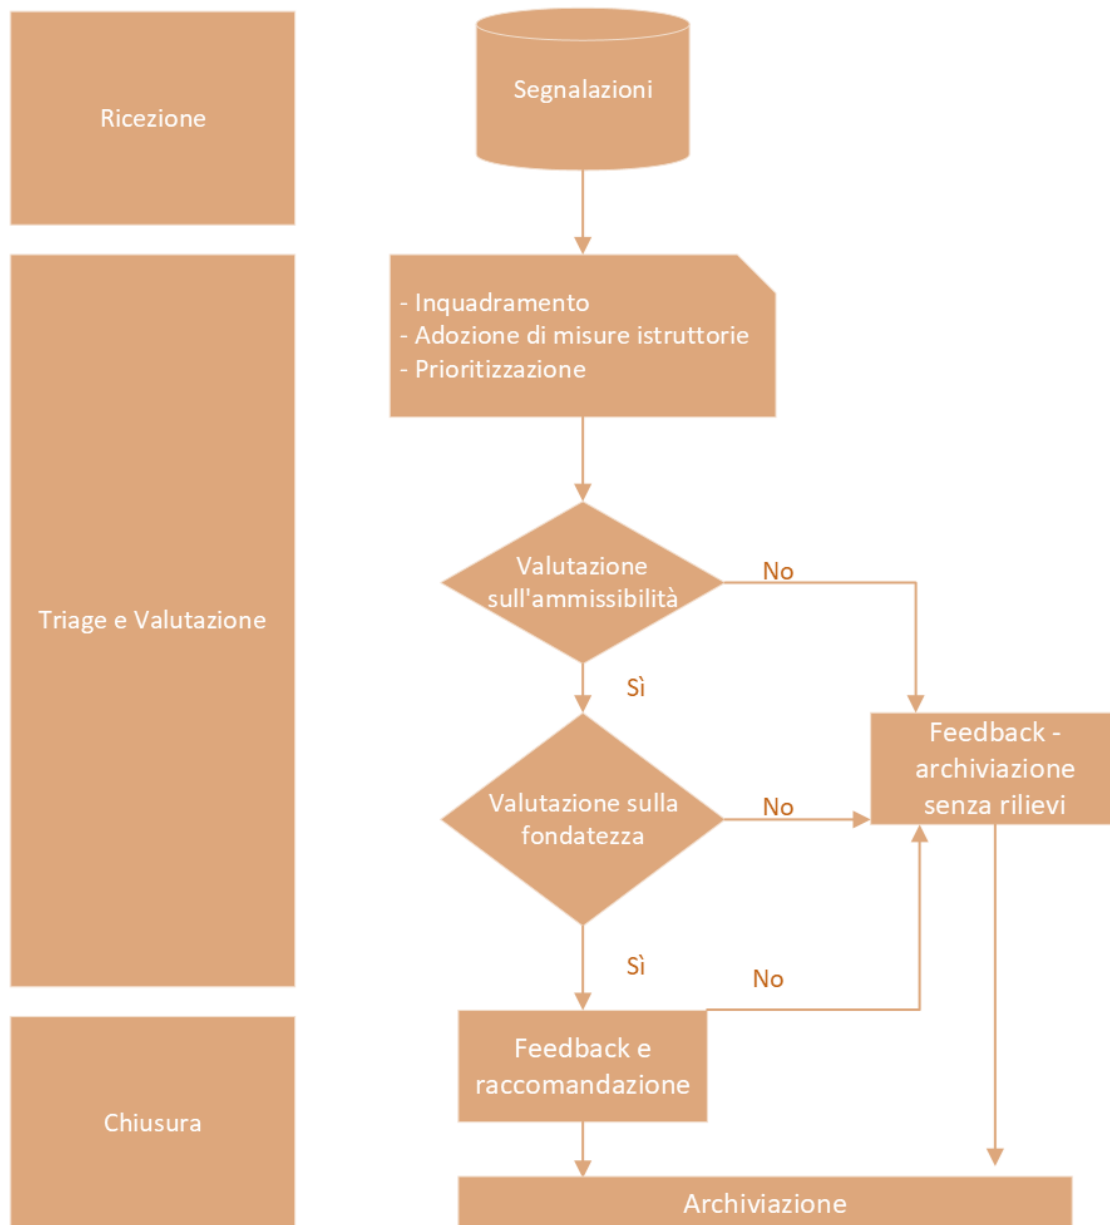 Ricezione
Segnalazioni
- Inquadramento
- Adozione di misure istruttorie
- Prioritizzazione
Triage e Valutazione
Valutazione
sull'ammissibilità
No
Sì
Feedback -
archiviazione
senza rilievi
Valutazione sulla
fondatezza
No
Sì
No
Chiusura
Feedback e
raccomandazione
Archiviazione